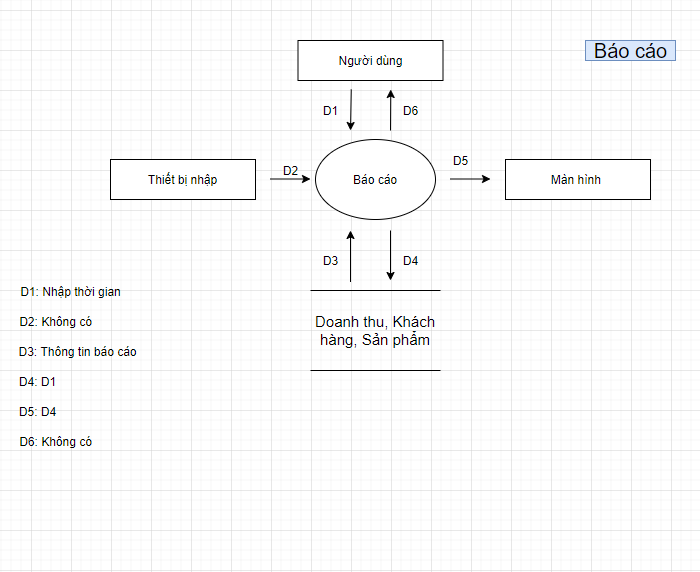 Người dùng
Báo cáo
D1
D6
D2
D5
Thiết bị nhập
Báo cáo
Màn hình
D3
D4
D1: Nhập thời gian
Doanh thu, Khách
hàng, Sản phẩm
D2: Không có
D3: Thông tin báo cáo
D4: D1
D5: D4
D6: Không có